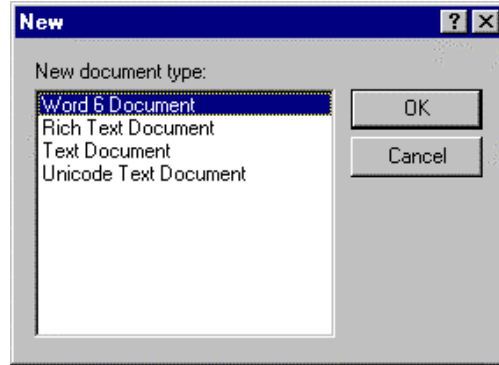 New
New document type:
Word 6 Document
Rich Text Document
Text Document
Unicode Text Document
OK
Cancel